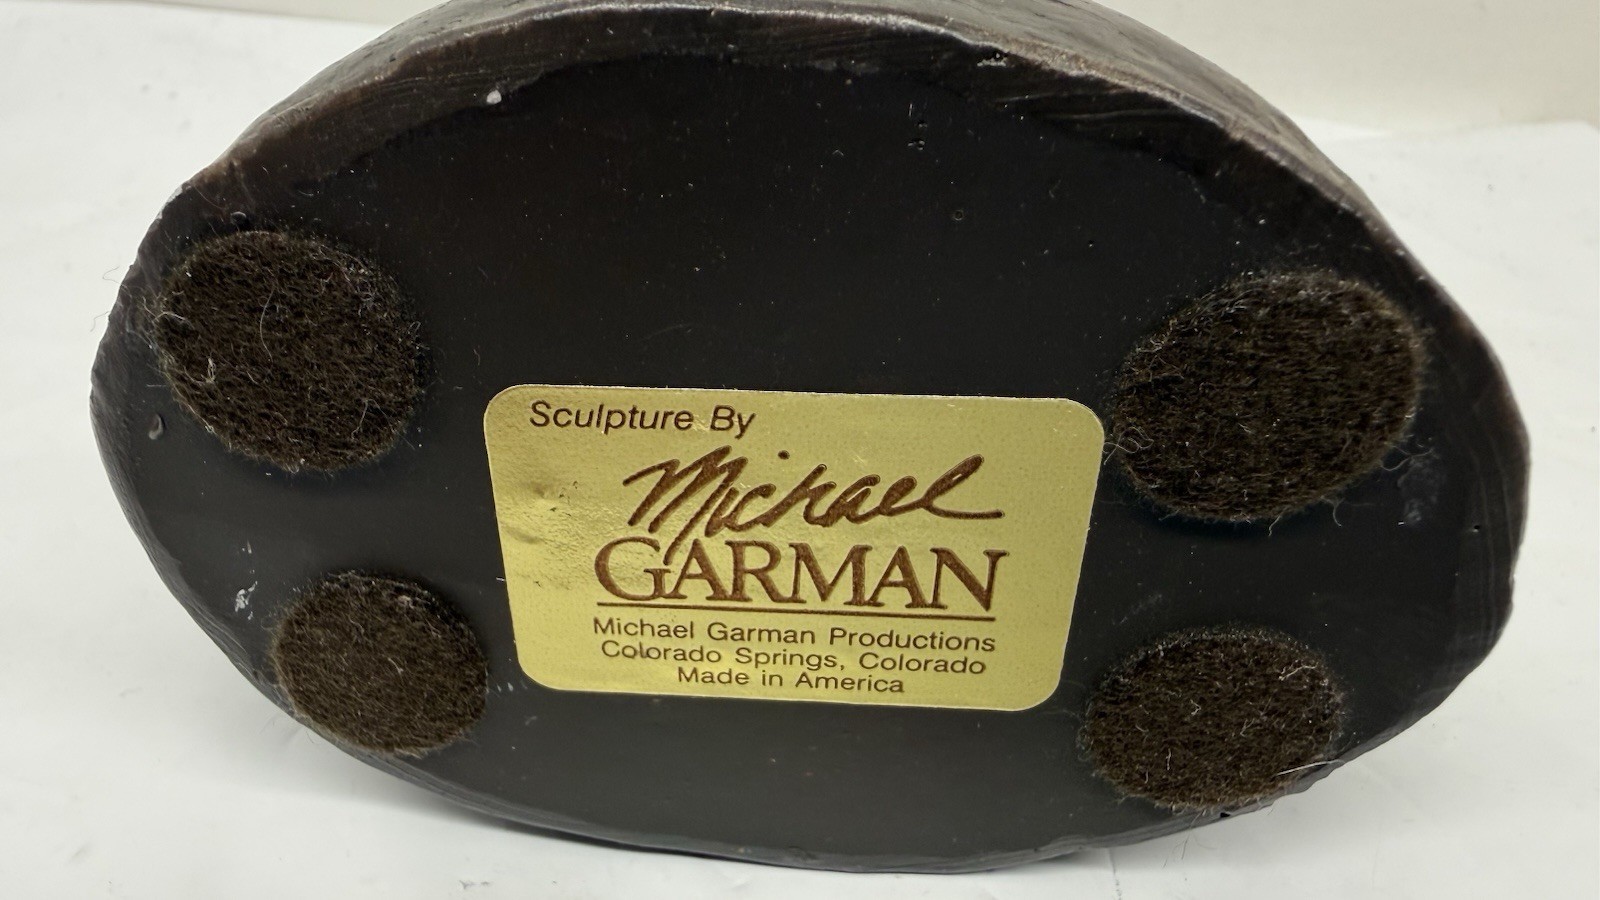 Sculpture By
Michael
GARMAN
Michael Garman Productions
Colorado Springs, Colorado
Made in America